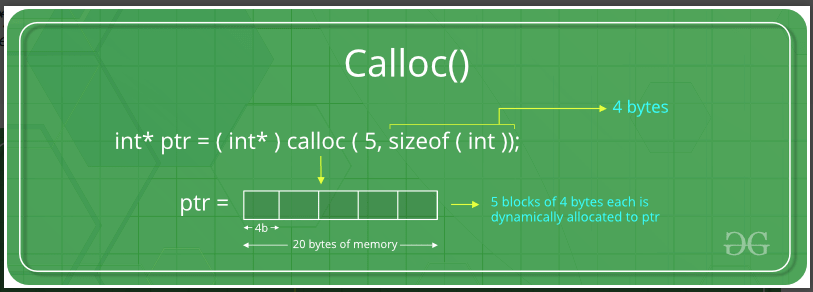 Calloc()
4 bytes
int* ptr = ( int* ) calloc ( 5, sizeof ( int ));
ptr =
5 blocks of 4 bytes each is
dynamically allocated to ptr
4b
20 bytes of memory
GG